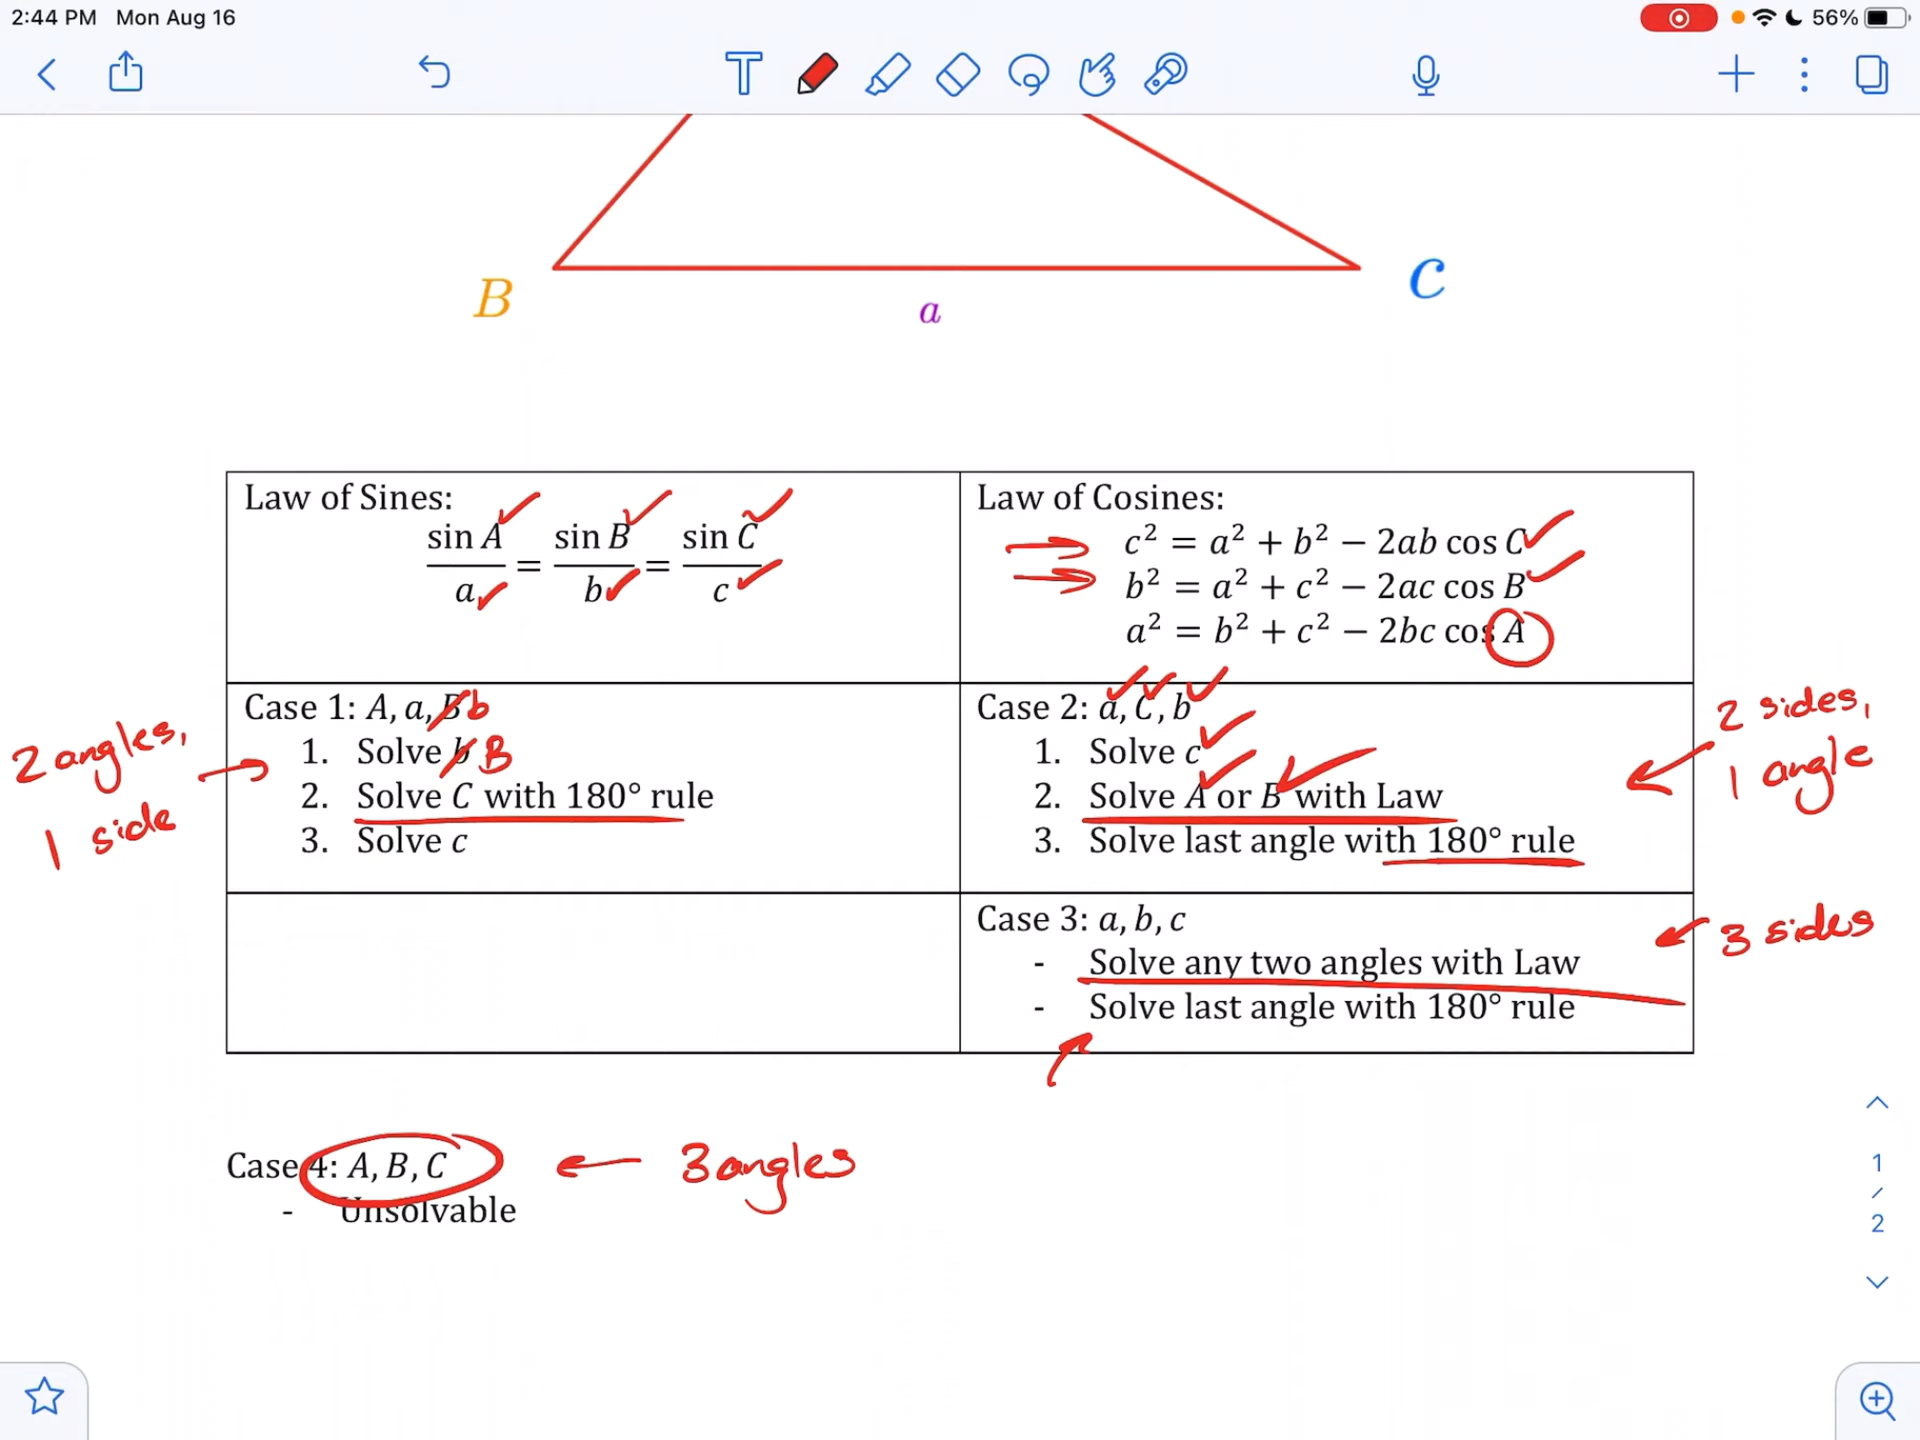 2:44 PM Mon Aug 16
56%
B
a
C
Law of Sines:
sin A / a = sin B / b = sin C / c
Law of Cosines:
c² = a² + b² − 2ab cos C
b² = a² + c² − 2ac cos B
a² = b² + c² − 2bc cos A
2 angles,
1 side
Case 1: A, a, B b
1. Solve b B
2. Solve C with 180° rule
3. Solve c
Case 2: a, C, b
1. Solve c
2. Solve A or B with Law
3. Solve last angle with 180° rule
2 sides,
1 angle
Case 3: a, b, c
- Solve any two angles with Law
- Solve last angle with 180° rule
3 sides
Case 4: A, B, C
3 angles
- Unsolvable
1
/
2